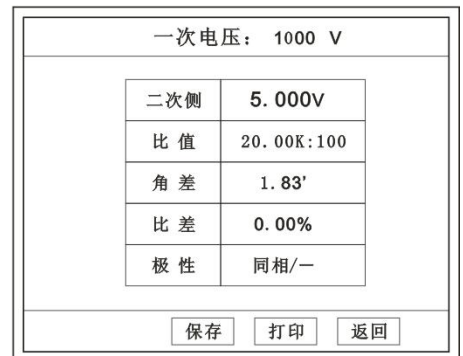 一次电压： 1000 V
二次侧 5.000V
比 值 20.00K:100
角 差 1.83'
比 差 0.00%
极 性 同相/—
保存 打印 返回